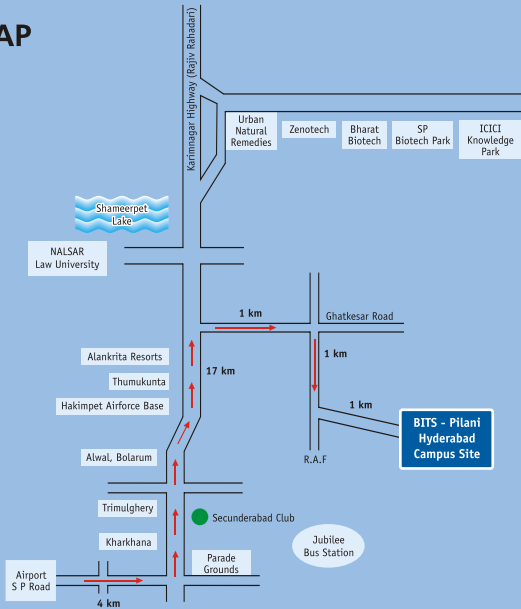 AP
Karimnagar Highway (Rajiv Rahadari)
Urban
Natural
Remedies
Zenotech
Bharat
Biotech
SP
Biotech Park
ICICI
Knowledge
Park
Shameerpet
Lake
NALSAR
Law University
1 km
Ghatkesar Road
Alankrita Resorts
1 km
17 km
Thumukunta
Hakimpet Airforce Base
1 km
BITS - Pilani
Hyderabad
Campus Site
Alwal, Bolarum
R.A.F
Trimulghery
Secunderabad Club
Kharkhana
Jubilee
Bus Station
Parade
Grounds
Airport
S P Road
4 km